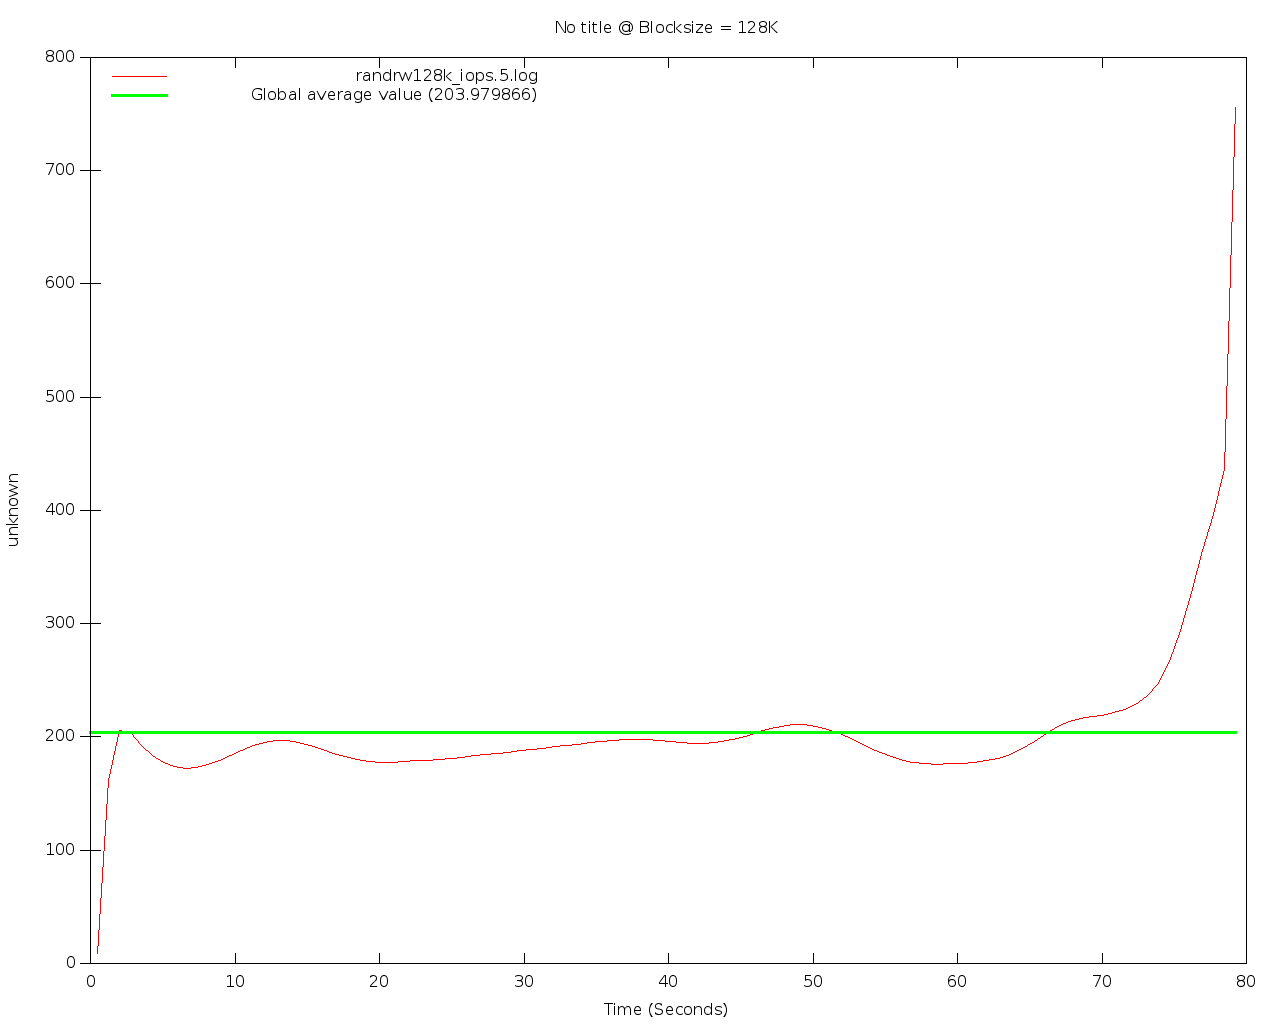 No title @ Blocksize = 128K
randrw128k_iops.5.log
Global average value (203.979866)
800
700
600
500
400
300
200
100
0
unknown
0 10 20 30 40 50 60 70 80
Time (Seconds)